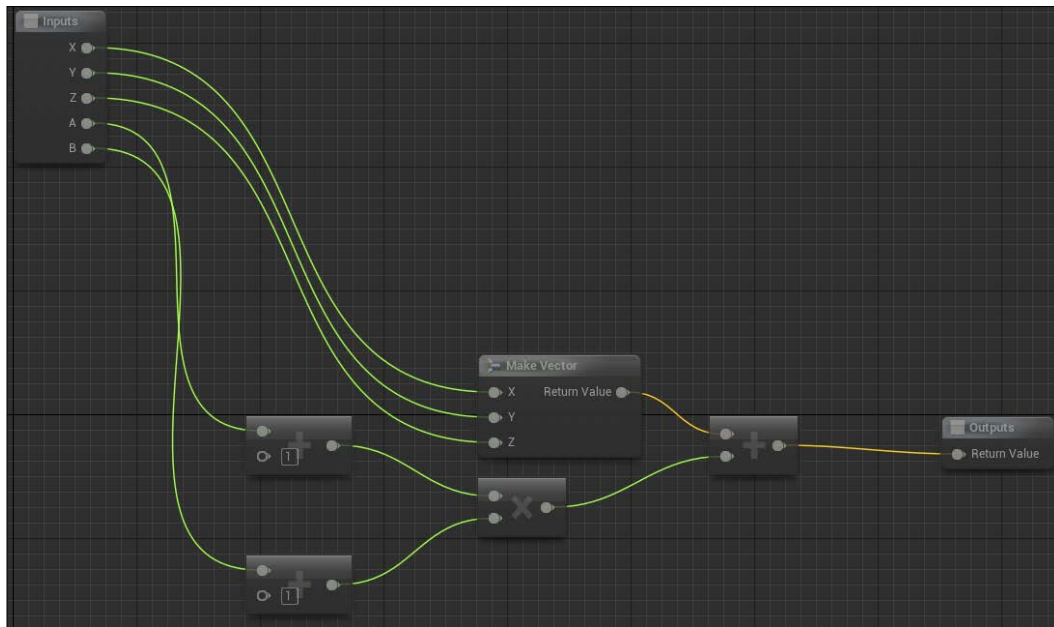 Inputs
X
Y
Z
A
B
Make Vector
X Return Value
Y
Z
+
1
×
+
1
+
Outputs
Return Value